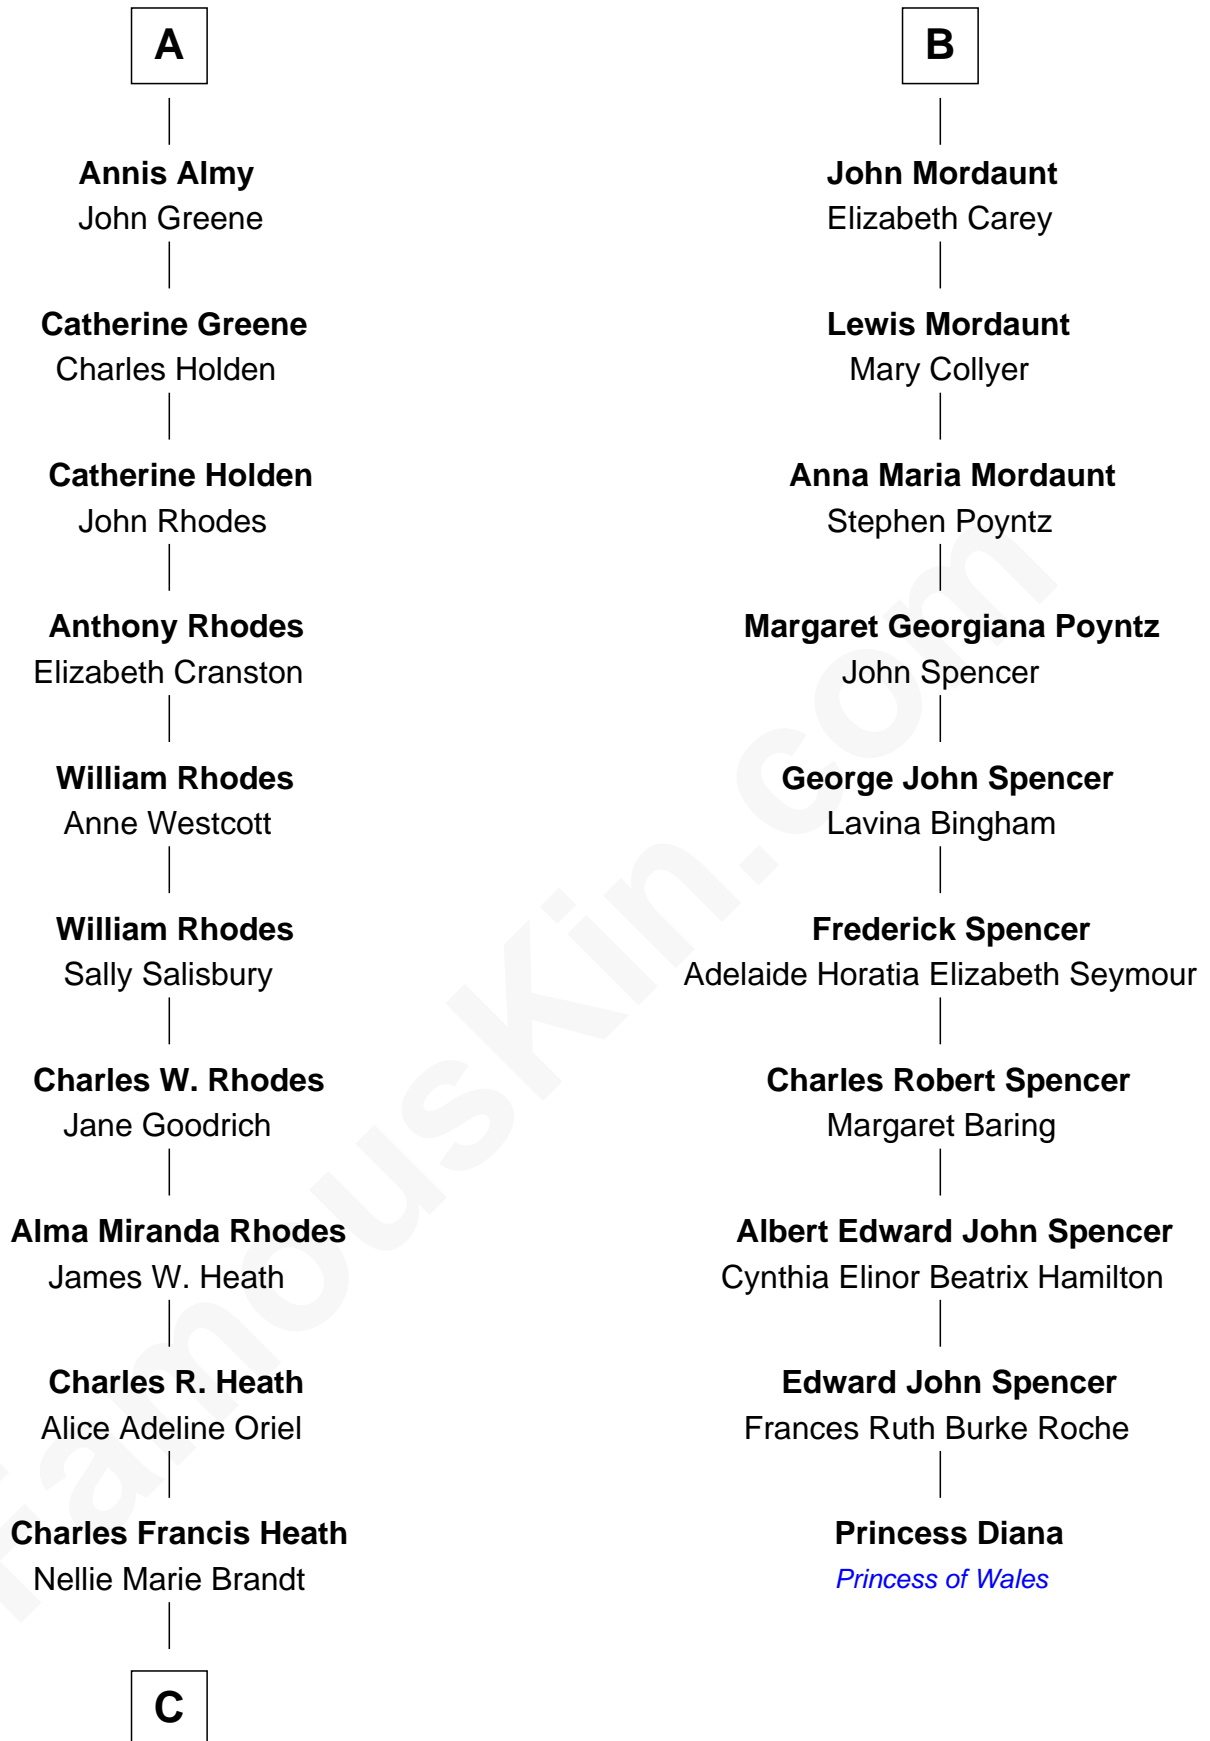 A
Annis Almy
John Greene
Catherine Greene
Charles Holden
Catherine Holden
John Rhodes
Anthony Rhodes
Elizabeth Cranston
William Rhodes
Anne Westcott
William Rhodes
Sally Salisbury
Charles W. Rhodes
Jane Goodrich
Alma Miranda Rhodes
James W. Heath
Charles R. Heath
Alice Adeline Oriel
Charles Francis Heath
Nellie Marie Brandt
C
B
John Mordaunt
Elizabeth Carey
Lewis Mordaunt
Mary Collyer
Anna Maria Mordaunt
Stephen Poyntz
Margaret Georgiana Poyntz
John Spencer
George John Spencer
Lavina Bingham
Frederick Spencer
Adelaide Horatia Elizabeth Seymour
Charles Robert Spencer
Margaret Baring
Albert Edward John Spencer
Cynthia Elinor Beatrix Hamilton
Edward John Spencer
Frances Ruth Burke Roche
Princess Diana
Princess of Wales
FamousKin.com